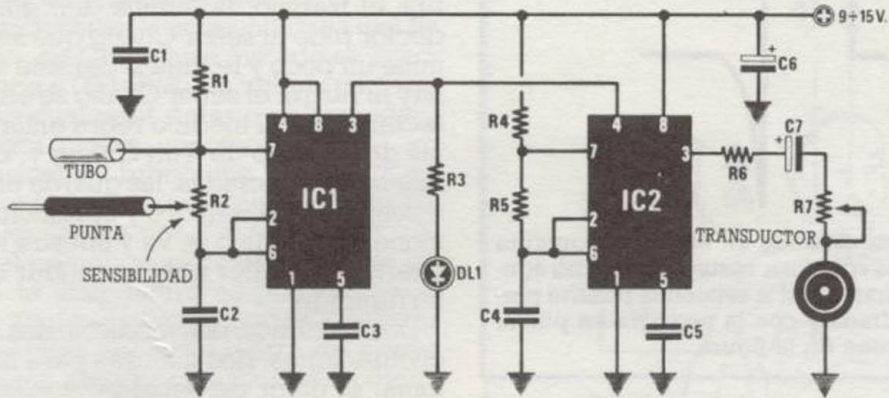 9÷15V.
C1
R1
C6
+
4
8
3
4
8
R4
C7
+
7
7
3
TUBO
R3
R6
R2
IC1
R5
IC2
R7
PUNTA
2
2
TRANSDUCTOR
6
6
SENSIBILIDAD
DL1
1
5
1
5
C2
C3
C4
C5